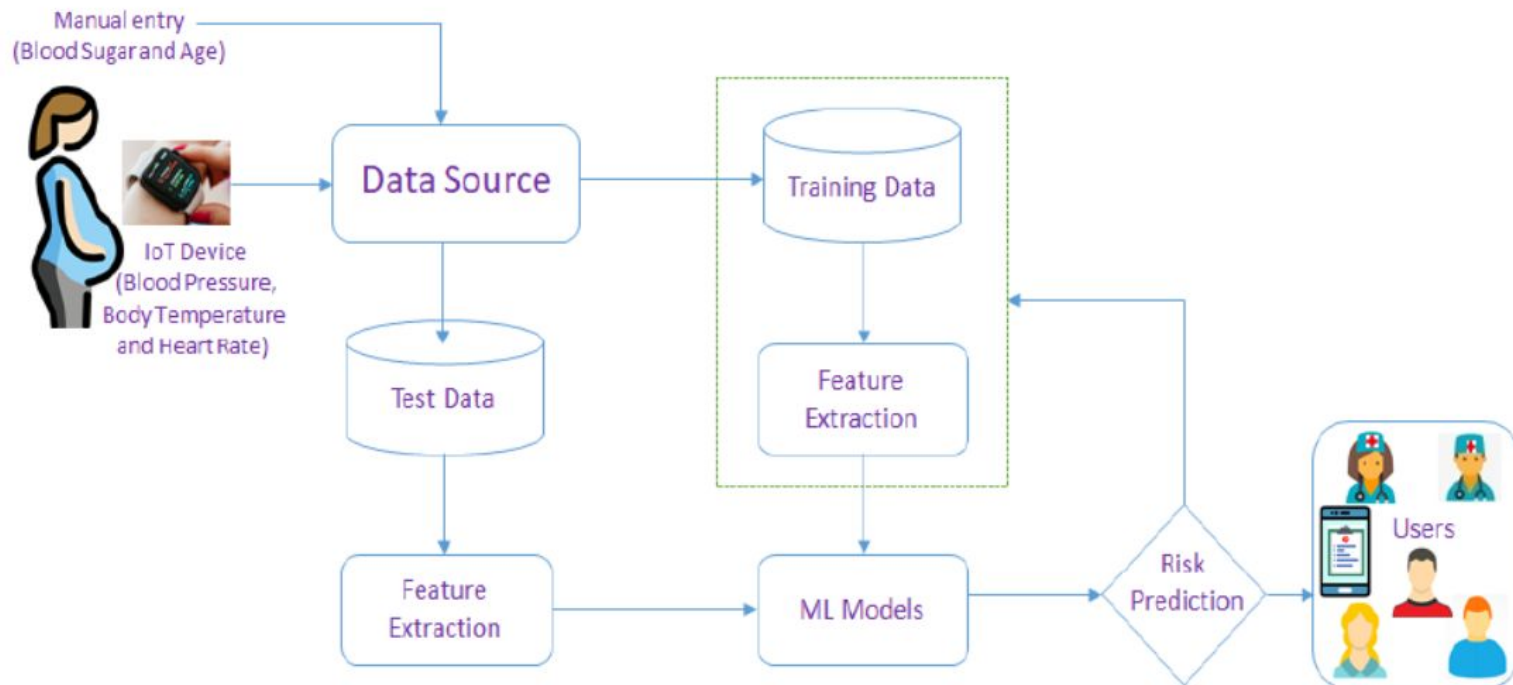 Manual entry
(Blood Sugar and Age)
Data Source
Training Data
IoT Device
(Blood Pressure,
Body Temperature
and Heart Rate)
Test Data
Feature
Extraction
Users
Feature
Extraction
ML Models
Risk
Prediction